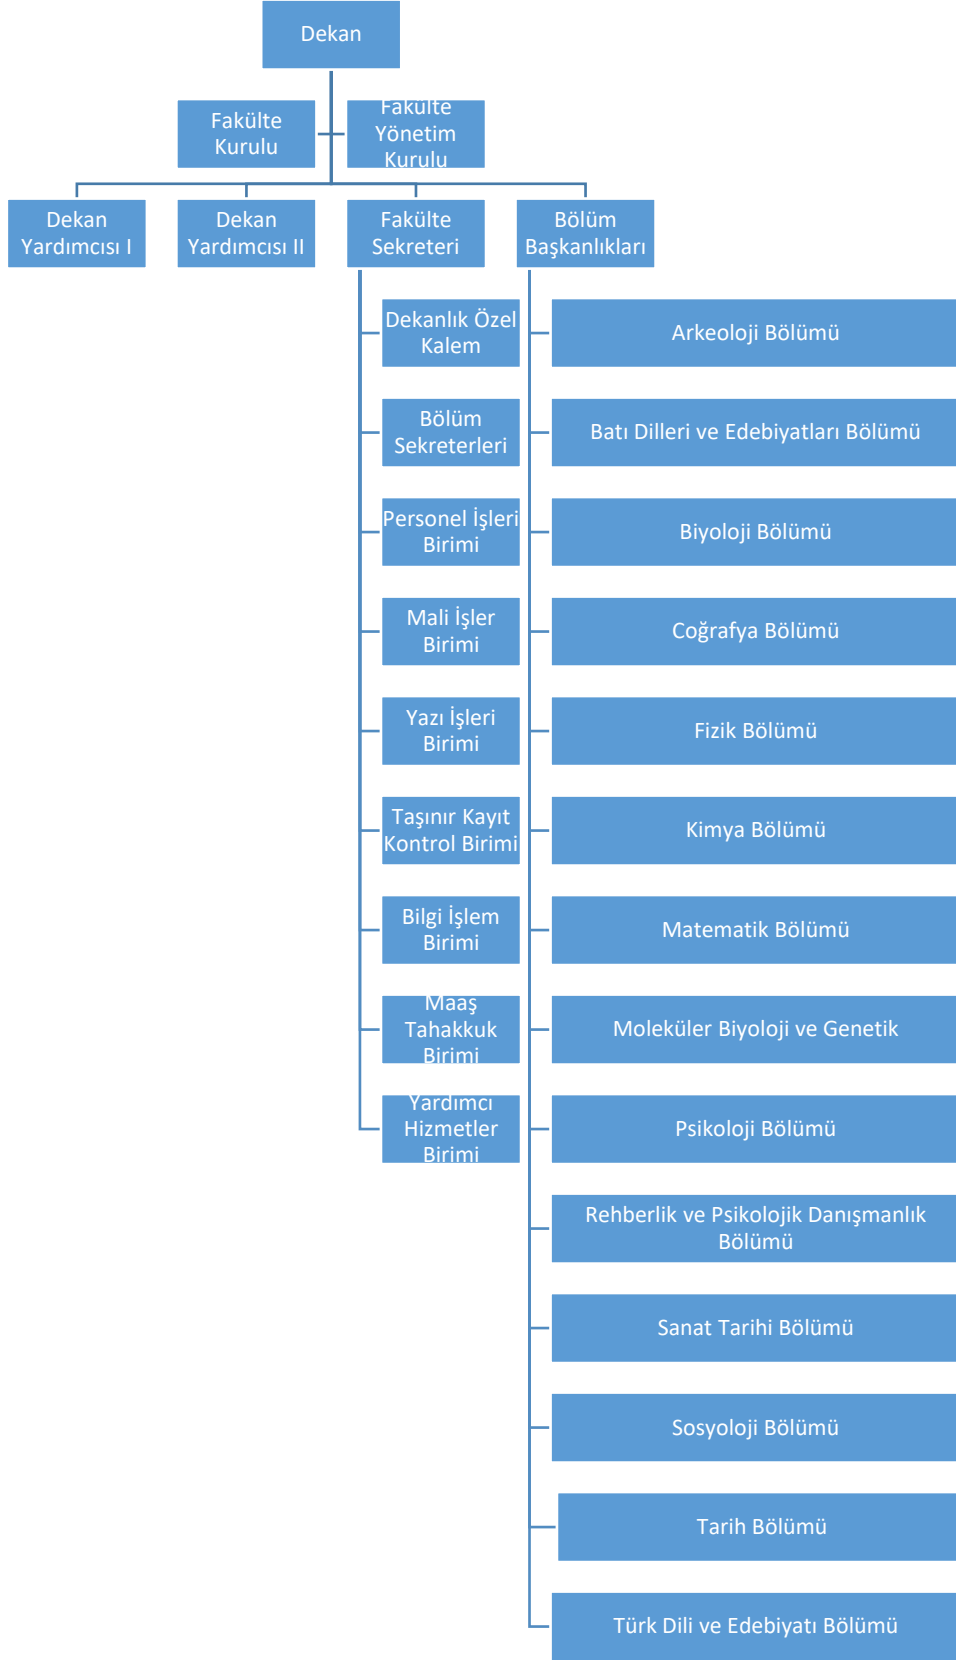 Dekan
Fakülte
Kurulu
Fakülte
Yönetim
Kurulu
Dekan
Yardımcısı I
Dekan
Yardımcısı II
Fakülte
Sekreteri
Bölüm
Başkanlıkları
Dekanlık Özel
Kalem
Bölüm
Sekreterleri
Personel İşleri
Birimi
Mali İşler
Birimi
Yazı İşleri
Birimi
Taşınır Kayıt
Kontrol Birimi
Bilgi İşlem
Birimi
Maaş
Tahakkuk
Birimi
Yardımcı
Hizmetler
Birimi
Arkeoloji Bölümü
Batı Dilleri ve Edebiyatları Bölümü
Biyoloji Bölümü
Coğrafya Bölümü
Fizik Bölümü
Kimya Bölümü
Matematik Bölümü
Moleküler Biyoloji ve Genetik
Psikoloji Bölümü
Rehberlik ve Psikolojik Danışmanlık
Bölümü
Sanat Tarihi Bölümü
Sosyoloji Bölümü
Tarih Bölümü
Türk Dili ve Edebiyatı Bölümü